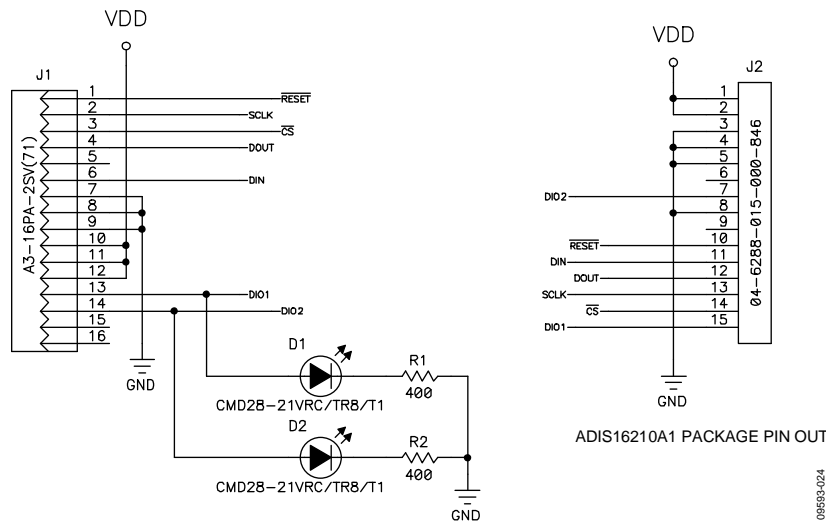 VDD
J1
A3-16PA-2SV(71)
1 RESET
2 SCLK
3 CS
4 DOUT
5
6 DIN
7
8
9
10
11
12
13 DIO1
14 DIO2
15
16
GND
D1
CMD28-21VRC/TR8/T1
R1
400
D2
CMD28-21VRC/TR8/T1
R2
400
GND
VDD
J2
04-6288-015-000-846
1
2
3
4
5
6
DIO2 7
8
9
RESET 10
DIN 11
DOUT 12
SCLK 13
CS 14
DIO1 15
GND
ADIS16210A1 PACKAGE PIN OUT
09593-024